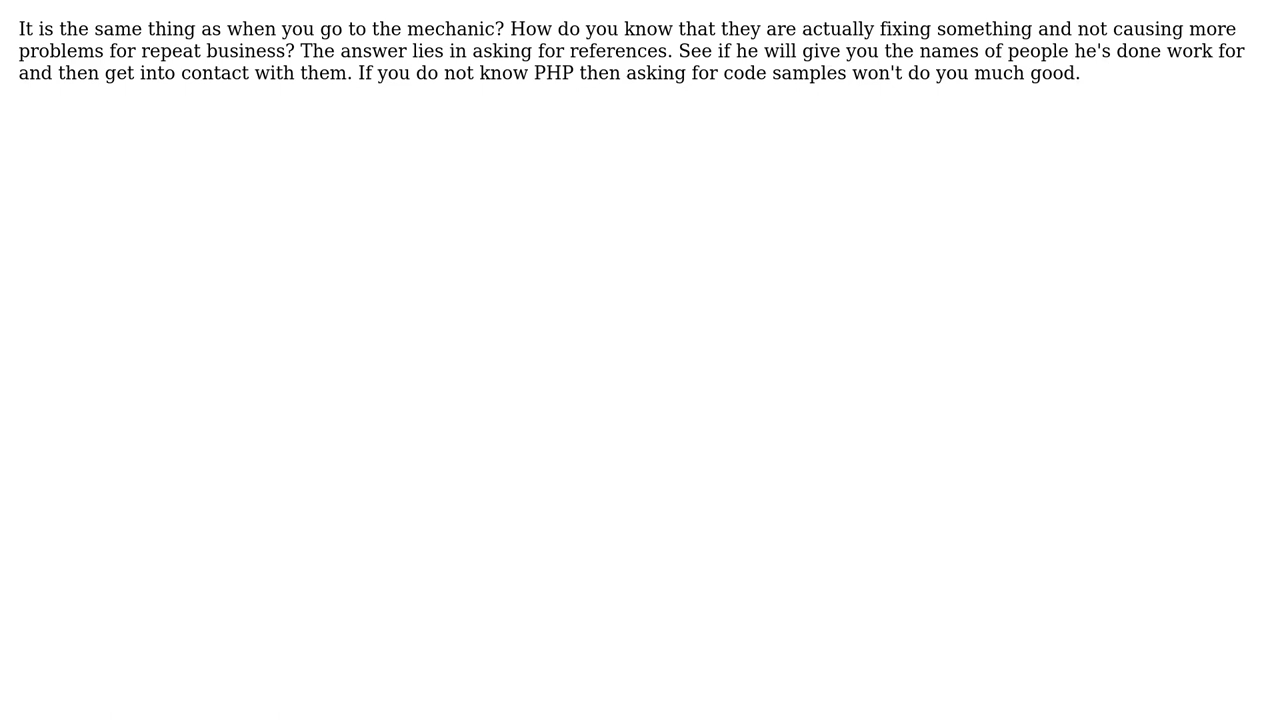 It is the same thing as when you go to the mechanic? How do you know that they are actually fixing something and not causing more
problems for repeat business? The answer lies in asking for references. See if he will give you the names of people he's done work for
and then get into contact with them. If you do not know PHP then asking for code samples won't do you much good.